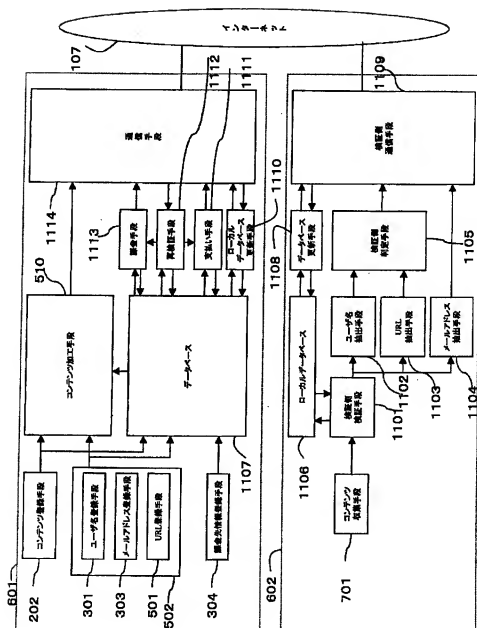 107
インターネット
601
コンテンツ登録手段
202
ユーザ名登録手段
301
メールアドレス登録手段
303
URL登録手段
501
502
課金先情報登録手段
304
コンテンツ加工手段
510
データベース
1107
課金手段
1113
再検証手段
1112
支払い手段
1111
ローカルデータベース
更新手段
1110
通信手段
1114
602
コンテンツ
収集手段
701
ローカルデータベース
1106
検証側
検証手段
1101
データベース
更新手段
1108
ユーザ名
抽出手段
1102
URL
抽出手段
1103
メールアドレス
抽出手段
1104
検証側
判定手段
1105
検証側
通信手段
1109